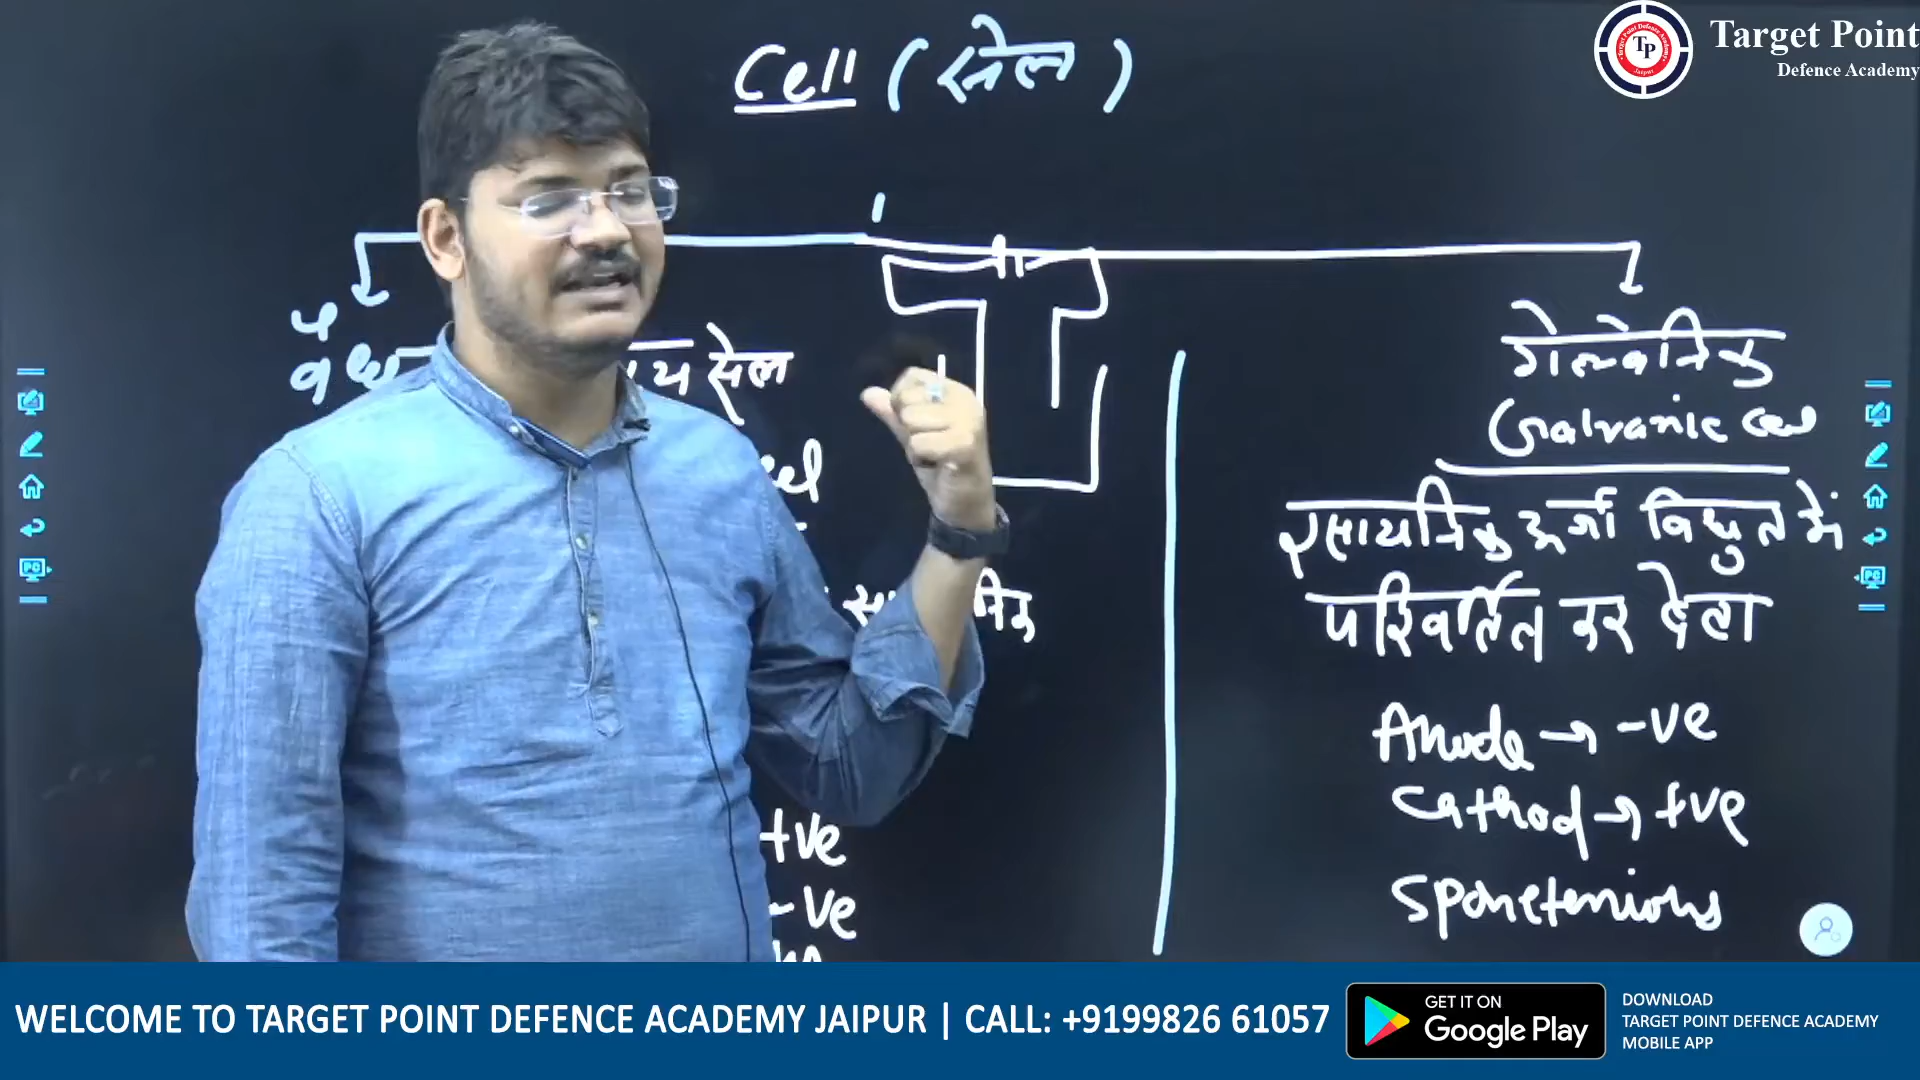 Cell (सेल)
Target Point
Defence Academy
TP
सेल
गेल्वेनिक
Galvanic cell
रसायनिक ऊर्जा विधुत में
परिवर्तित कर देता
Anode → -ve
Cathod → +ve
Sponetenious
+ve
-ve
WELCOME TO TARGET POINT DEFENCE ACADEMY JAIPUR | CALL: +9199826 61057
GET IT ON
Google Play
DOWNLOAD
TARGET POINT DEFENCE ACADEMY
MOBILE APP